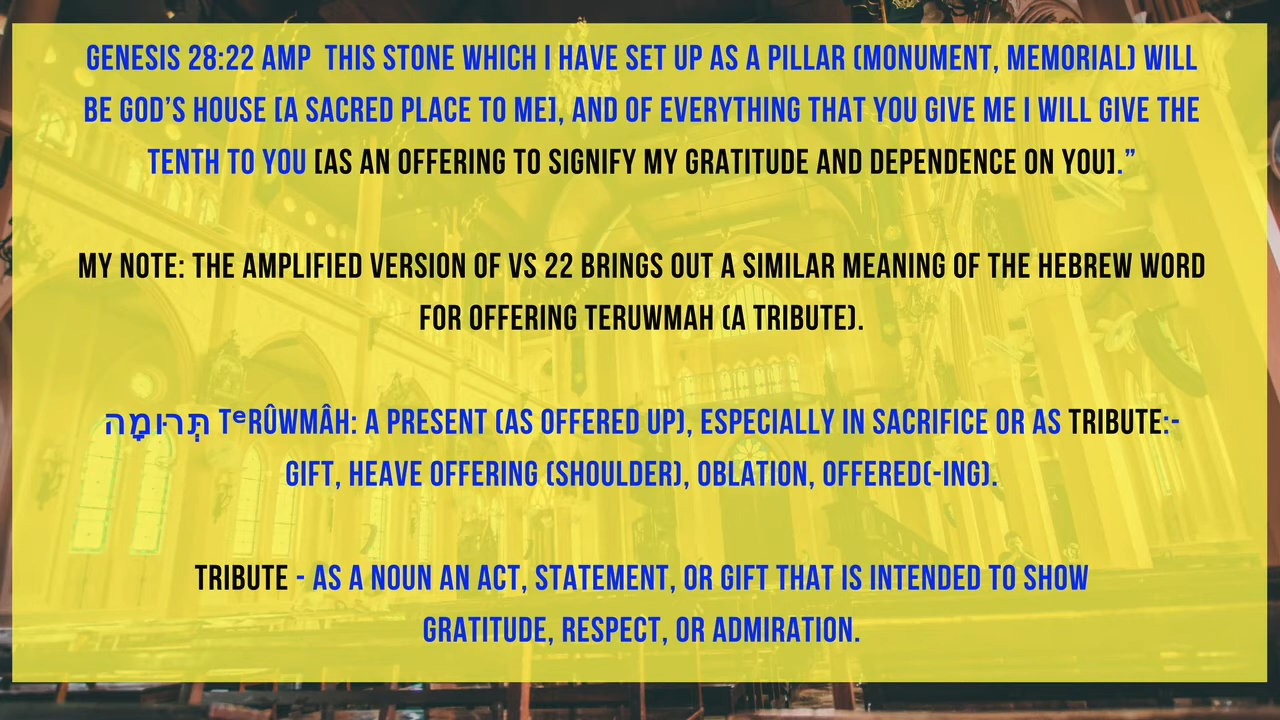 GENESIS 28:22 AMP  THIS STONE WHICH I HAVE SET UP AS A PILLAR (MONUMENT, MEMORIAL) WILL
BE GOD’S HOUSE [A SACRED PLACE TO ME], AND OF EVERYTHING THAT YOU GIVE ME I WILL GIVE THE
TENTH TO YOU [AS AN OFFERING TO SIGNIFY MY GRATITUDE AND DEPENDENCE ON YOU].”
MY NOTE: THE AMPLIFIED VERSION OF VS 22 BRINGS OUT A SIMILAR MEANING OF THE HEBREW WORD
FOR OFFERING TERUWMAH (A TRIBUTE).
תְּרוּמָה TᵉRÛWMÂH: A PRESENT (AS OFFERED UP), ESPECIALLY IN SACRIFICE OR AS TRIBUTE:-
GIFT, HEAVE OFFERING (SHOULDER), OBLATION, OFFERED(-ING).
TRIBUTE - AS A NOUN AN ACT, STATEMENT, OR GIFT THAT IS INTENDED TO SHOW
GRATITUDE, RESPECT, OR ADMIRATION.